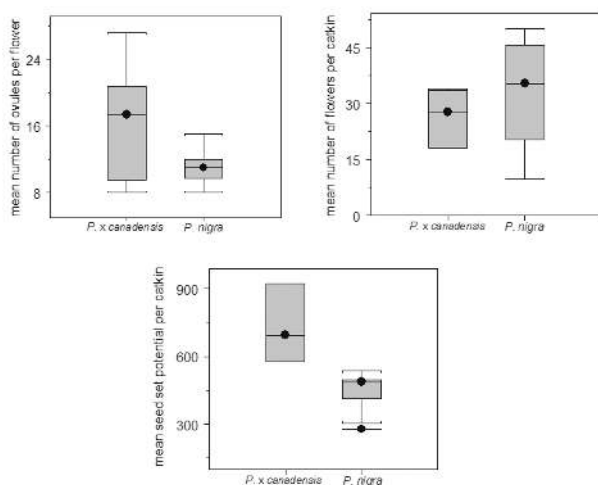 mean number of ovules per flower
24
16
8
P. x canadensis
P. nigra
mean number of flowers per catkin
45
30
15
0
P. x canadensis
P. nigra
mean seed set potential per catkin
900
600
300
P. x canadensis
P. nigra